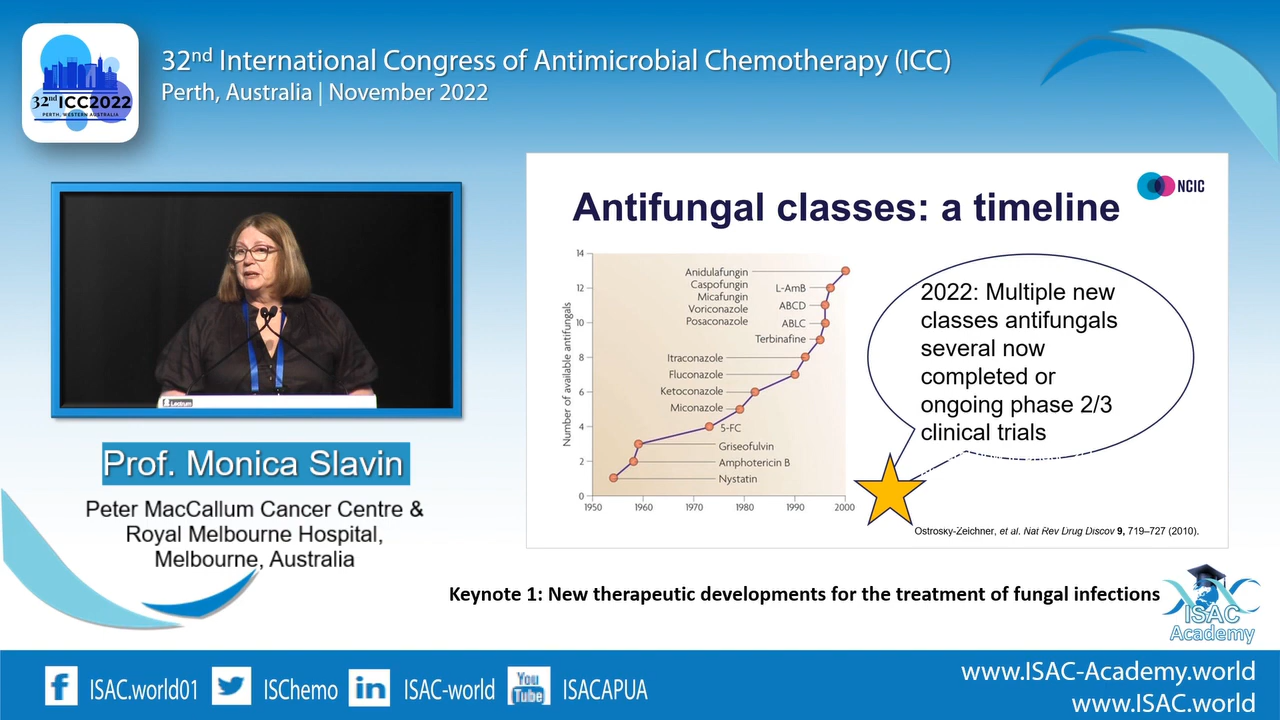 32nd International Congress of Antimicrobial Chemotherapy (ICC)
Perth, Australia | November 2022
32nd ICC2022
PERTH, WESTERN AUSTRALIA
Lectrum
Prof. Monica Slavin
Peter MacCallum Cancer Centre &
Royal Melbourne Hospital,
Melbourne, Australia
NCIC
Antifungal classes: a timeline
Number of available antifungals
14
12
10
8
6
4
2
0
1950
1960
1970
1980
1990
2000
Anidulafungin
Caspofungin
Micafungin
Voriconazole
Posaconazole
L-AmB
ABCD
ABLC
Terbinafine
Itraconazole
Fluconazole
Ketoconazole
Miconazole
5-FC
Griseofulvin
Amphotericin B
Nystatin
2022: Multiple new
classes antifungals
several now
completed or
ongoing phase 2/3
clinical trials
Ostrosky-Zeichner, et al. Nat Rev Drug Discov 9, 719–727 (2010).
Keynote 1: New therapeutic developments for the treatment of fungal infections
ISAC
Academy
f
ISAC.world01
ISChemo
in
ISAC-world
You
Tube
ISACAPUA
www.ISAC-Academy.world
www.ISAC.world